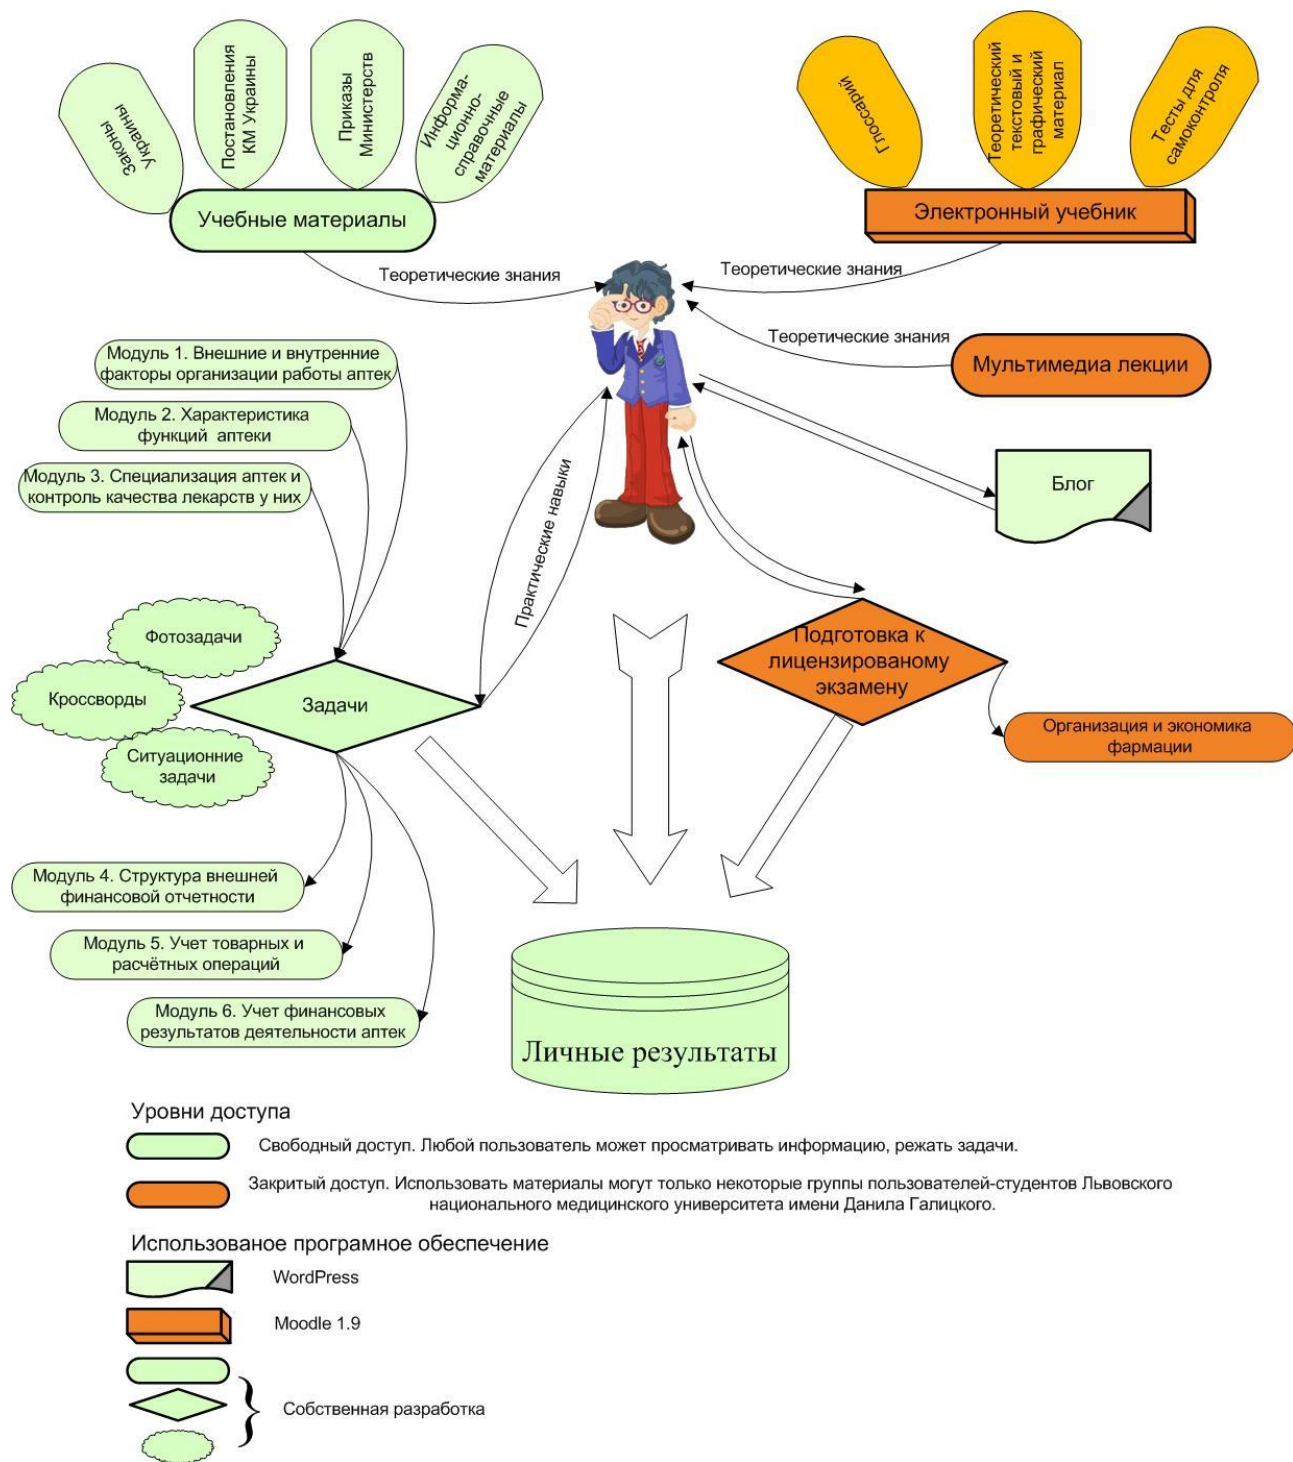 Законы
Украины
Постановления
КМ Украины
Приказы
Министерств
Информа-
ционно-
справочные
материалы
Учебные материалы
Глоссарий
Теоретический
текстовый и
графический
материал
Тесты для
самоконтроля
Электронный учебник
Теоретические знания
Теоретические знания
Теоретические знания
Мультимедиа лекции
Модуль 1. Внешние и внутренние
факторы организации работы аптек
Модуль 2. Характеристика
функций аптеки
Модуль 3. Специализация аптек и
контроль качества лекарств у них
Практические навыки
Блог
Фотозадачи
Кроссворды
Ситуационние
задачи
Задачи
Подготовка к
лицензированому
экзамену
Организация и экономика
фармации
Модуль 4. Структура внешней
финансовой отчетности
Модуль 5. Учет товарных и
расчётных операций
Модуль 6. Учет финансовых
результатов деятельности аптек
Личные результаты
Уровни доступа
Свободный доступ. Любой пользователь может просматривать информацию, режать задачи.
Закритый доступ. Использовать материалы могут только некоторые группы пользователей-студентов Львовского
национального медицинского университета имени Данила Галицкого.
Использованое програмное обеспечение
WordPress
Moodle 1.9
Собственная разработка